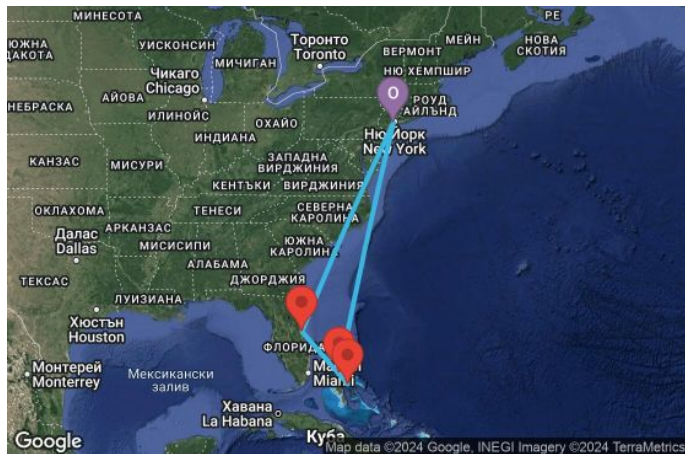 МИНЕСОТА
ЮЖНА
ДАКОТА
УИСКОНСИН
МИЧИГАН
Торонто
Toronto
ВЕРМОНТ
МЕЙН
НОВА
СКОТИЯ
РЕ
НЮ ХЕМПШИР
Чикаго
Chicago
АЙОВА
НЕБРАСКА
ИЛИНОЙС
ИНДИАНА
ОХАЙО
O
РОУД
АЙЛЪНД
Ню Йорк
New York
КАНЗАС
МИСУРИ
ЗАПАДНА
ВИРДЖИНИЯ
КЕНТЪКИ
ВИРДЖИНИЯ
ОКЛАХОМА
ТЕНЕСИ
СЕВЕРНА
КАРОЛИНА
АРКАНЗАС
Далас
Dallas
МИСИСИПИ
ЮЖНА
КАРОЛИНА
АЛАБАМА
ДЖОРДЖИЯ
ТЕКСАС
ЛУИЗИАНА
Хюстън
Houston
ФЛОРИДА
Miami
Монтерей
Monterrey
Мексикански
залив
Хавана
La Habana
Куба
Google
Map data ©2024 Google, INEGI Imagery ©2024 TerraMetrics